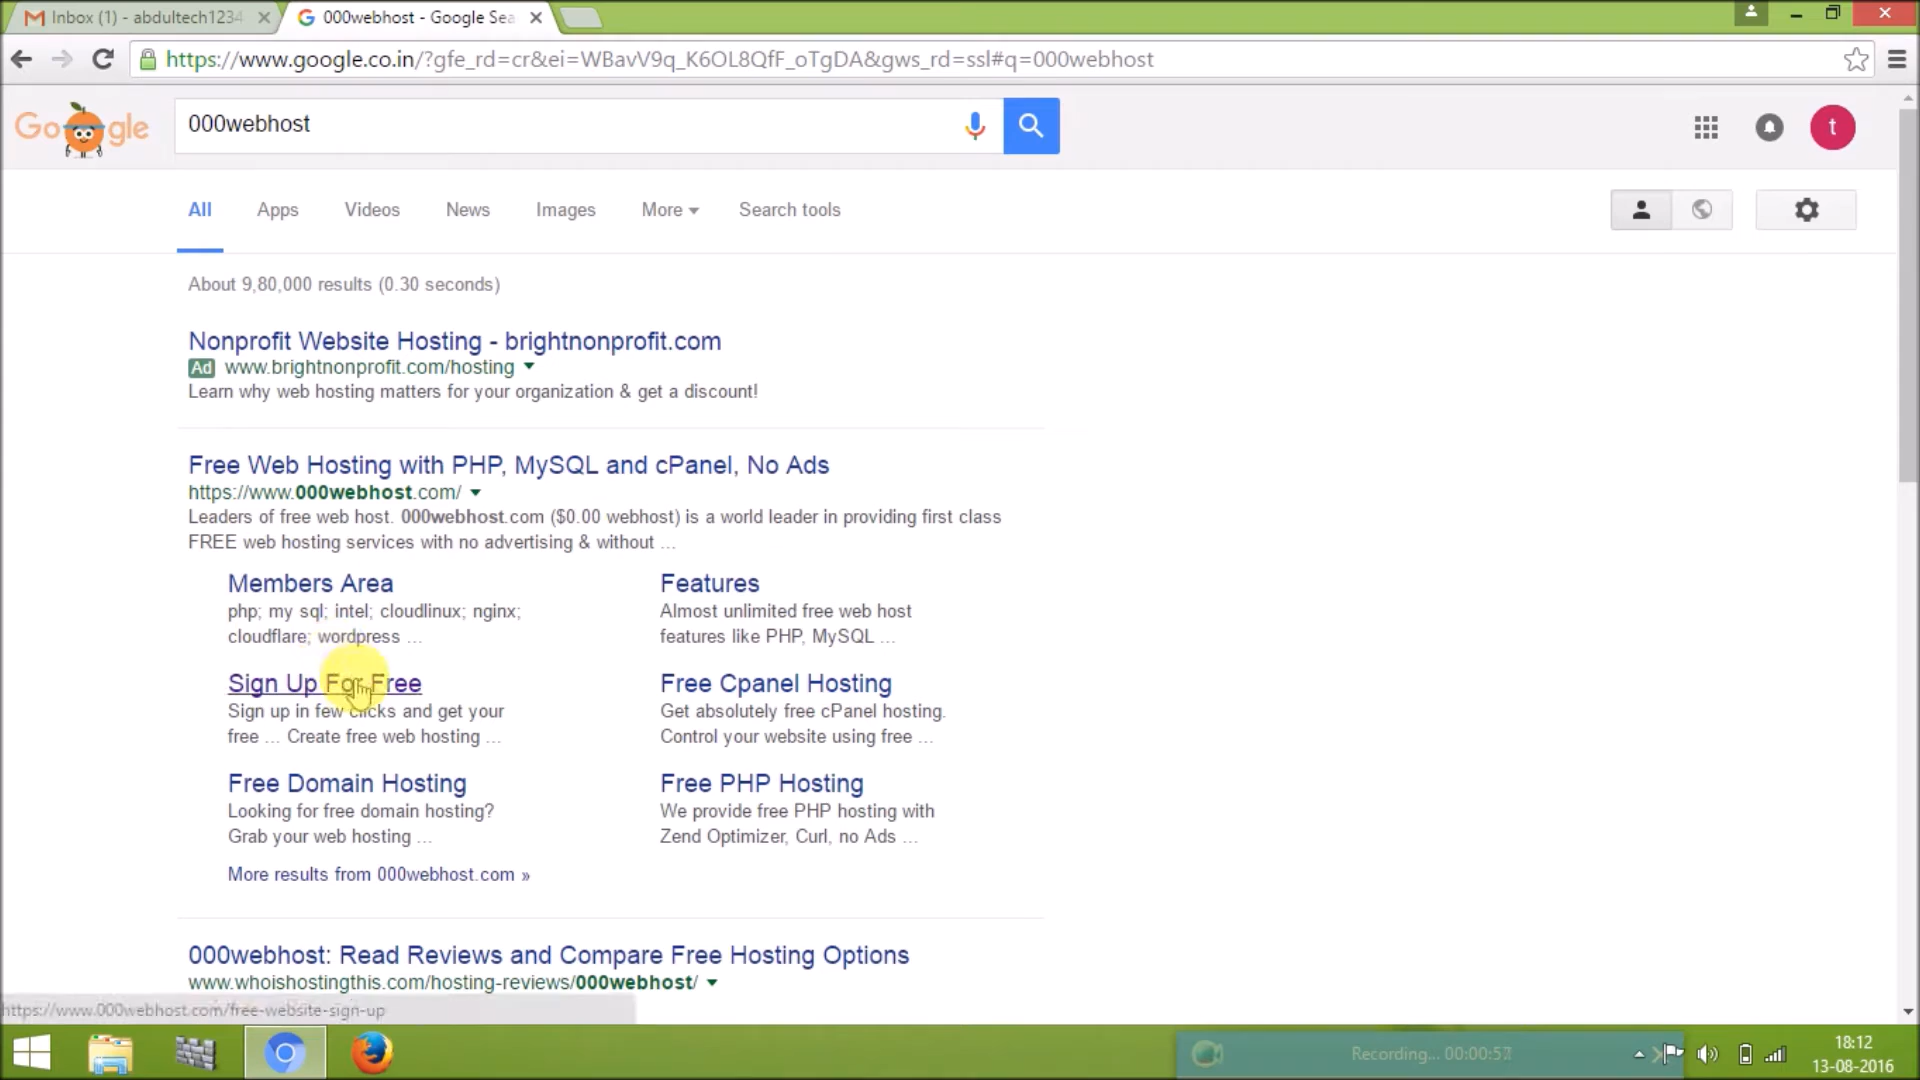 Inbox (1) - abdultech1234
000webhost - Google Sea
https://www.google.co.in/?gfe_rd=cr&ei=WBavV9q_K6OL8QfF_oTgDA&gws_rd=ssl#q=000webhost
Google
000webhost
t
All
Apps
Videos
News
Images
More
Search tools
About 9,80,000 results (0.30 seconds)
Nonprofit Website Hosting - brightnonprofit.com
Ad www.brightnonprofit.com/hosting
Learn why web hosting matters for your organization & get a discount!
Free Web Hosting with PHP, MySQL and cPanel, No Ads
https://www.000webhost.com/
Leaders of free web host. 000webhost.com ($0.00 webhost) is a world leader in providing first class
FREE web hosting services with no advertising & without ...
Members Area
php; my sql; intel; cloudlinux; nginx;
cloudflare; wordpress ...
Features
Almost unlimited free web host
features like PHP, MySQL ...
Sign Up For Free
Sign up in few clicks and get your
free ... Create free web hosting ...
Free Cpanel Hosting
Get absolutely free cPanel hosting.
Control your website using free ...
Free Domain Hosting
Looking for free domain hosting?
Grab your web hosting ...
Free PHP Hosting
We provide free PHP hosting with
Zend Optimizer, Curl, no Ads ...
More results from 000webhost.com »
000webhost: Read Reviews and Compare Free Hosting Options
www.whoishostingthis.com/hosting-reviews/000webhost/
https://www.000webhost.com/free-website-sign-up
Recording... 00:00:57
18:12
13-08-2016